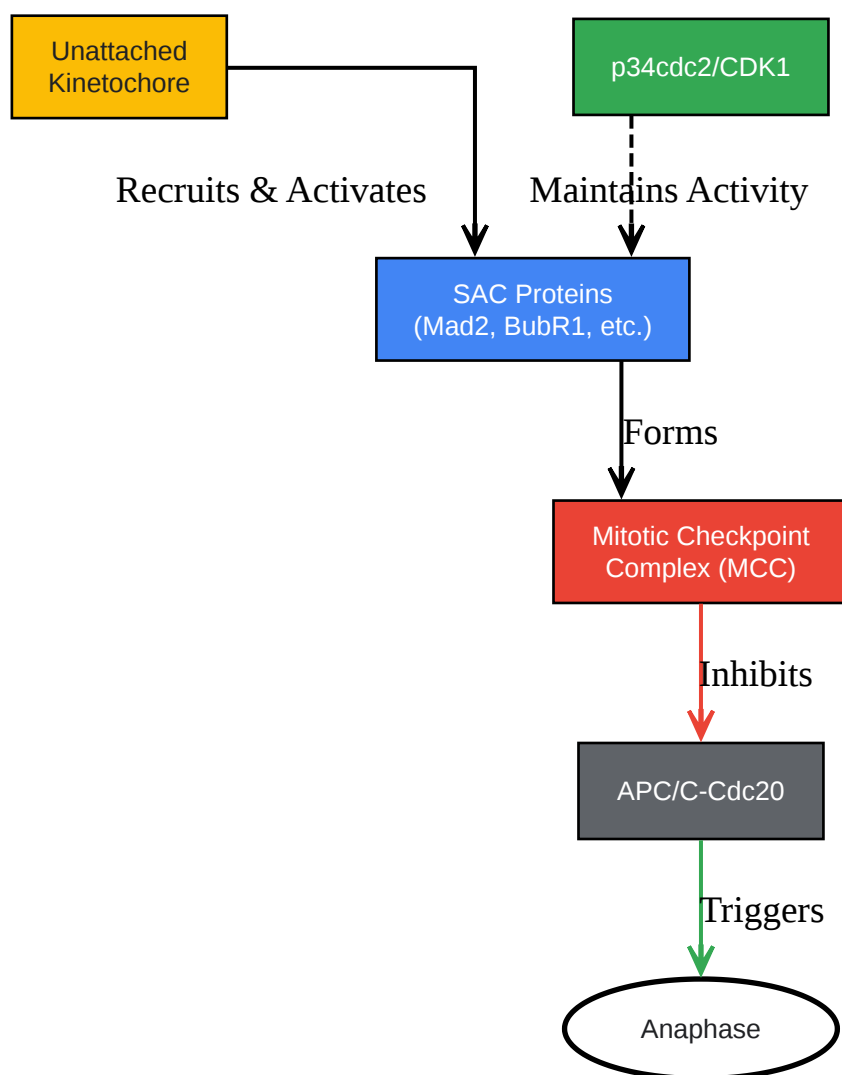 Unattached
Kinetochore
p34cdc2/CDK1
Recruits & Activates
Maintains Activity
SAC Proteins
(Mad2, BubR1, etc.)
Forms
Mitotic Checkpoint
Complex (MCC)
Inhibits
APC/C-Cdc20
Triggers
Anaphase